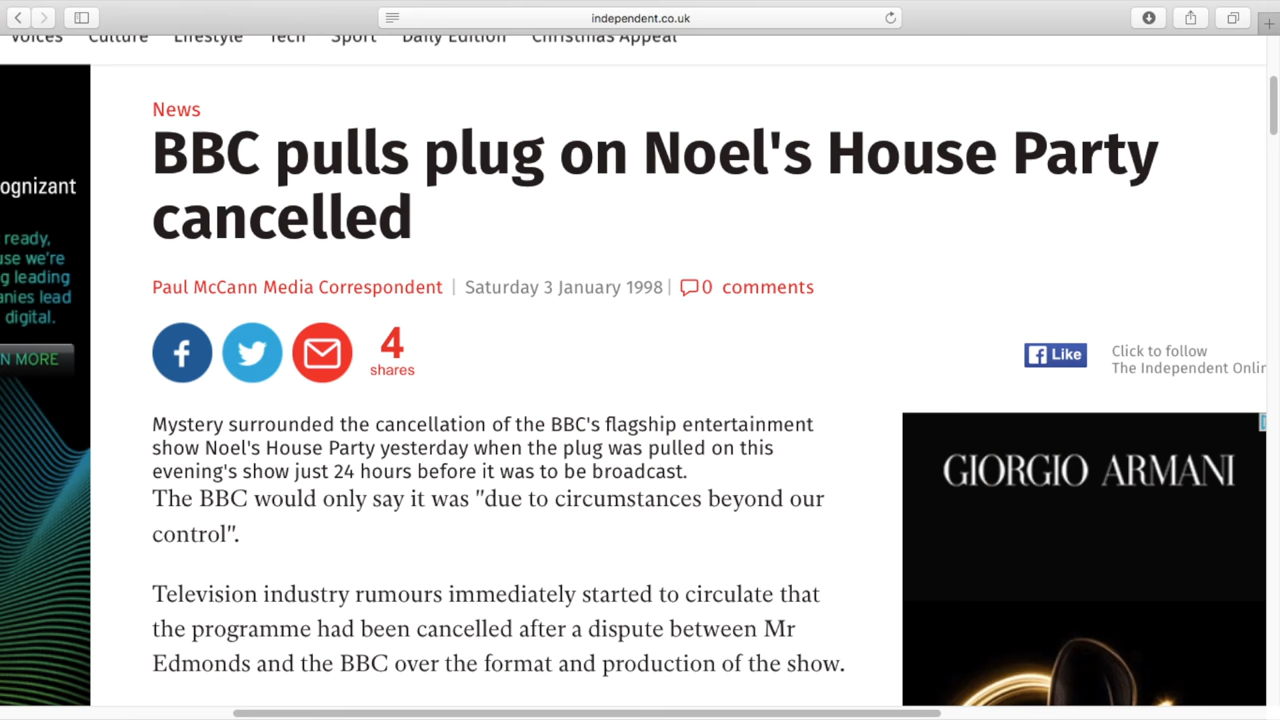 independent.co.uk
Voices Culture Lifestyle Tech Sport Daily Edition Christmas Appeal
News
BBC pulls plug on Noel's House Party
cancelled
Paul McCann Media Correspondent | Saturday 3 January 1998 | 0 comments
ognizant
ready,
use we're
g leading
anies lead
digital.
N MORE
4
shares
Like
Click to follow
The Independent Onlin
Mystery surrounded the cancellation of the BBC's flagship entertainment
show Noel's House Party yesterday when the plug was pulled on this
evening's show just 24 hours before it was to be broadcast.
The BBC would only say it was "due to circumstances beyond our
control".
Television industry rumours immediately started to circulate that
the programme had been cancelled after a dispute between Mr
Edmonds and the BBC over the format and production of the show.
GIORGIO ARMANI